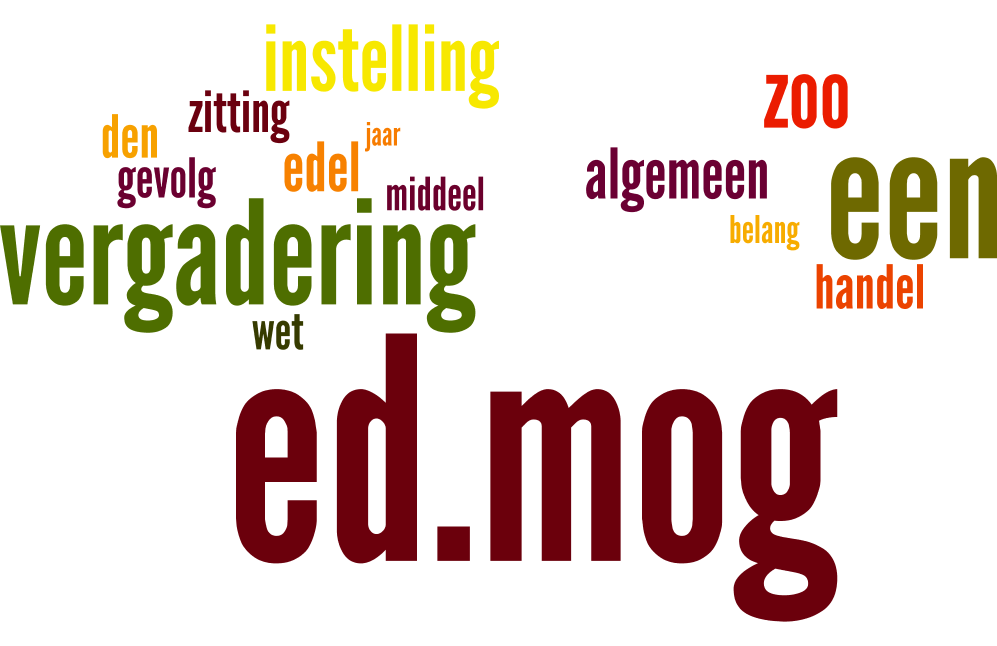 instelling
zitting
zoo
den
jaar
edel
algemeen
een
gevolg
middeel
vergadering
belang
handel
wet
ed.mog